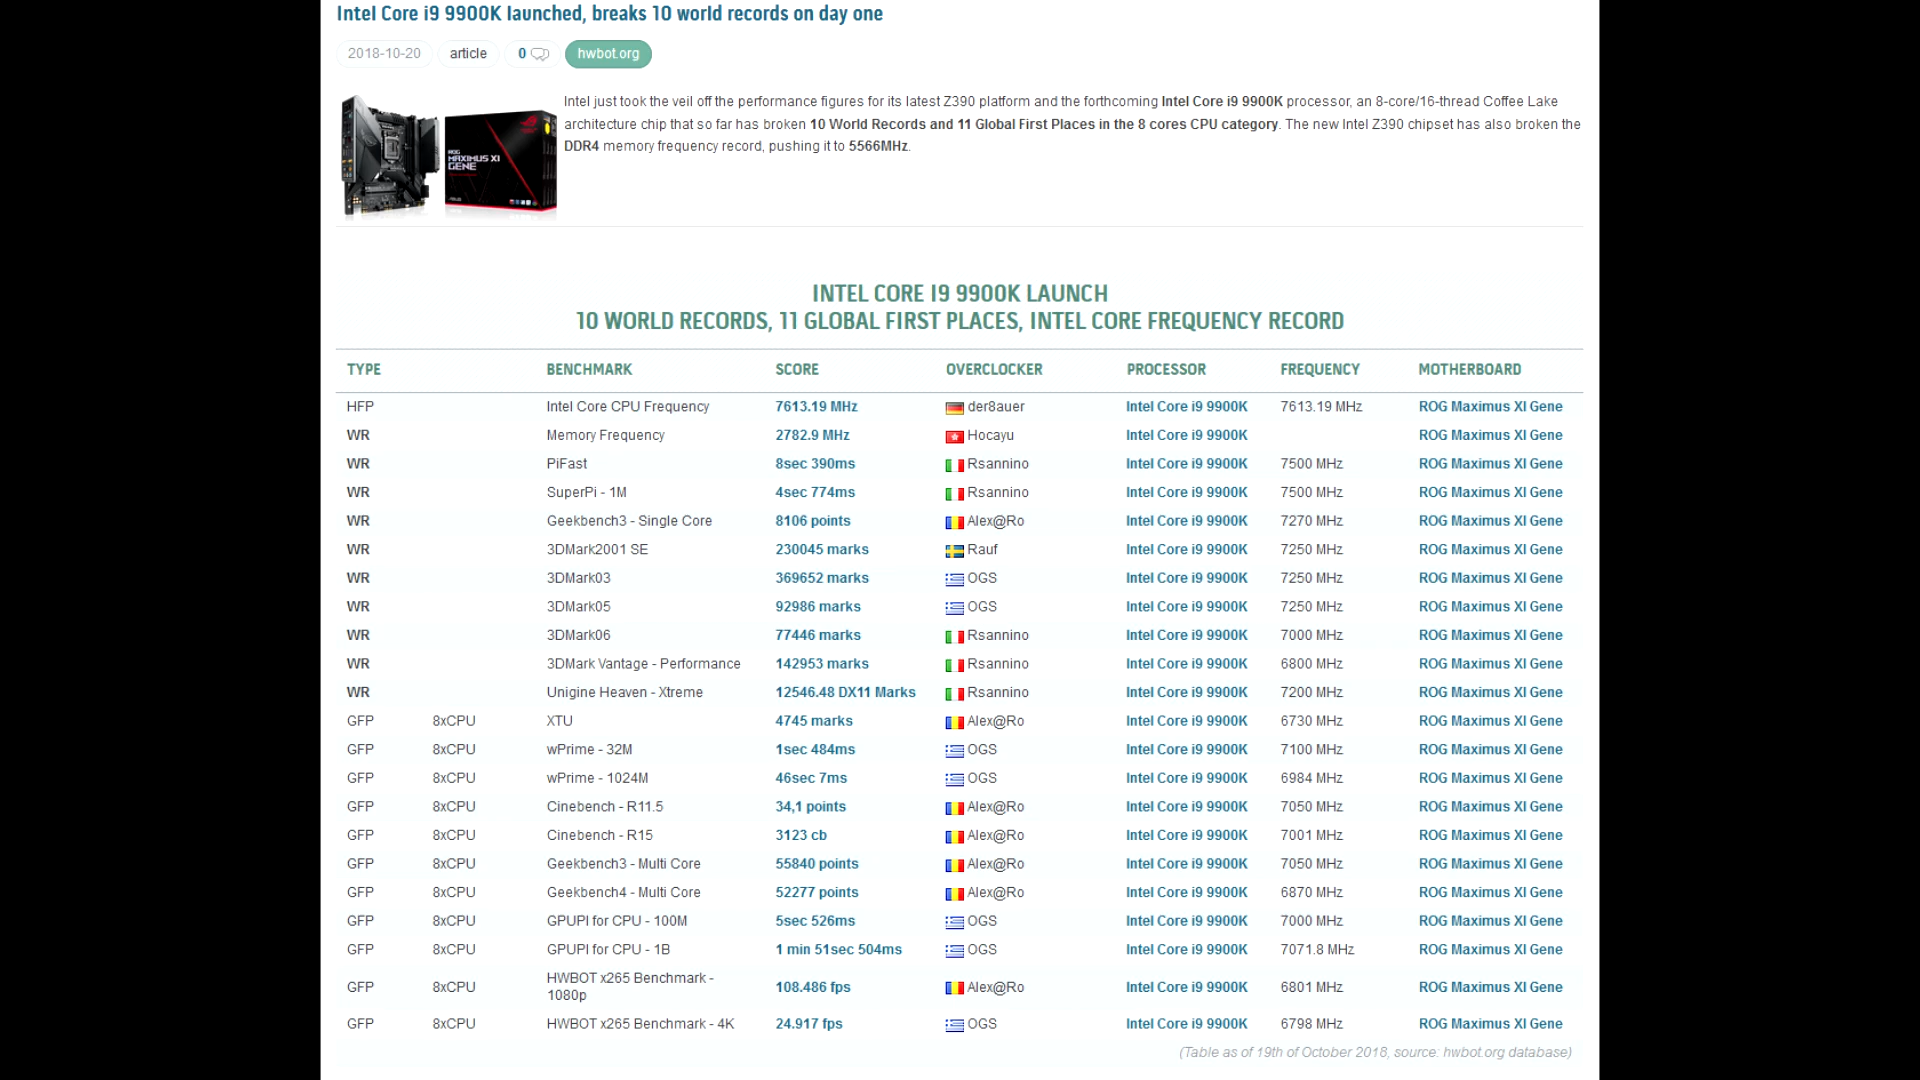 Intel Core i9 9900K launched, breaks 10 world records on day one
2018-10-20 article 0 hwbot.org
Intel just took the veil off the performance figures for its latest Z390 platform and the forthcoming Intel Core i9 9900K processor, an 8-core/16-thread Coffee Lake
architecture chip that so far has broken 10 World Records and 11 Global First Places in the 8 cores CPU category. The new Intel Z390 chipset has also broken the
DDR4 memory frequency record, pushing it to 5566MHz.
ROG
MAXIMUS XI
GENE
INTEL CORE I9 9900K LAUNCH
10 WORLD RECORDS, 11 GLOBAL FIRST PLACES, INTEL CORE FREQUENCY RECORD
TYPE BENCHMARK SCORE OVERCLOCKER PROCESSOR FREQUENCY MOTHERBOARD
HFP Intel Core CPU Frequency 7613.19 MHz der8auer Intel Core i9 9900K 7613.19 MHz ROG Maximus XI Gene
WR Memory Frequency 2782.9 MHz Hocayu Intel Core i9 9900K ROG Maximus XI Gene
WR PiFast 8sec 390ms Rsannino Intel Core i9 9900K 7500 MHz ROG Maximus XI Gene
WR SuperPi - 1M 4sec 774ms Rsannino Intel Core i9 9900K 7500 MHz ROG Maximus XI Gene
WR Geekbench3 - Single Core 8106 points Alex@Ro Intel Core i9 9900K 7270 MHz ROG Maximus XI Gene
WR 3DMark2001 SE 230045 marks Rauf Intel Core i9 9900K 7250 MHz ROG Maximus XI Gene
WR 3DMark03 369652 marks OGS Intel Core i9 9900K 7250 MHz ROG Maximus XI Gene
WR 3DMark05 92986 marks OGS Intel Core i9 9900K 7250 MHz ROG Maximus XI Gene
WR 3DMark06 77446 marks Rsannino Intel Core i9 9900K 7000 MHz ROG Maximus XI Gene
WR 3DMark Vantage - Performance 142953 marks Rsannino Intel Core i9 9900K 6800 MHz ROG Maximus XI Gene
WR Unigine Heaven - Xtreme 12546.48 DX11 Marks Rsannino Intel Core i9 9900K 7200 MHz ROG Maximus XI Gene
GFP 8xCPU XTU 4745 marks Alex@Ro Intel Core i9 9900K 6730 MHz ROG Maximus XI Gene
GFP 8xCPU wPrime - 32M 1sec 484ms OGS Intel Core i9 9900K 7100 MHz ROG Maximus XI Gene
GFP 8xCPU wPrime - 1024M 46sec 7ms OGS Intel Core i9 9900K 6984 MHz ROG Maximus XI Gene
GFP 8xCPU Cinebench - R11.5 34,1 points Alex@Ro Intel Core i9 9900K 7050 MHz ROG Maximus XI Gene
GFP 8xCPU Cinebench - R15 3123 cb Alex@Ro Intel Core i9 9900K 7001 MHz ROG Maximus XI Gene
GFP 8xCPU Geekbench3 - Multi Core 55840 points Alex@Ro Intel Core i9 9900K 7050 MHz ROG Maximus XI Gene
GFP 8xCPU Geekbench4 - Multi Core 52277 points Alex@Ro Intel Core i9 9900K 6870 MHz ROG Maximus XI Gene
GFP 8xCPU GPUPI for CPU - 100M 5sec 526ms OGS Intel Core i9 9900K 7000 MHz ROG Maximus XI Gene
GFP 8xCPU GPUPI for CPU - 1B 1 min 51sec 504ms OGS Intel Core i9 9900K 7071.8 MHz ROG Maximus XI Gene
GFP 8xCPU HWBOT x265 Benchmark -
1080p 108.486 fps Alex@Ro Intel Core i9 9900K 6801 MHz ROG Maximus XI Gene
GFP 8xCPU HWBOT x265 Benchmark - 4K 24.917 fps OGS Intel Core i9 9900K 6798 MHz ROG Maximus XI Gene
(Table as of 19th of October 2018, source: hwbot.org database)